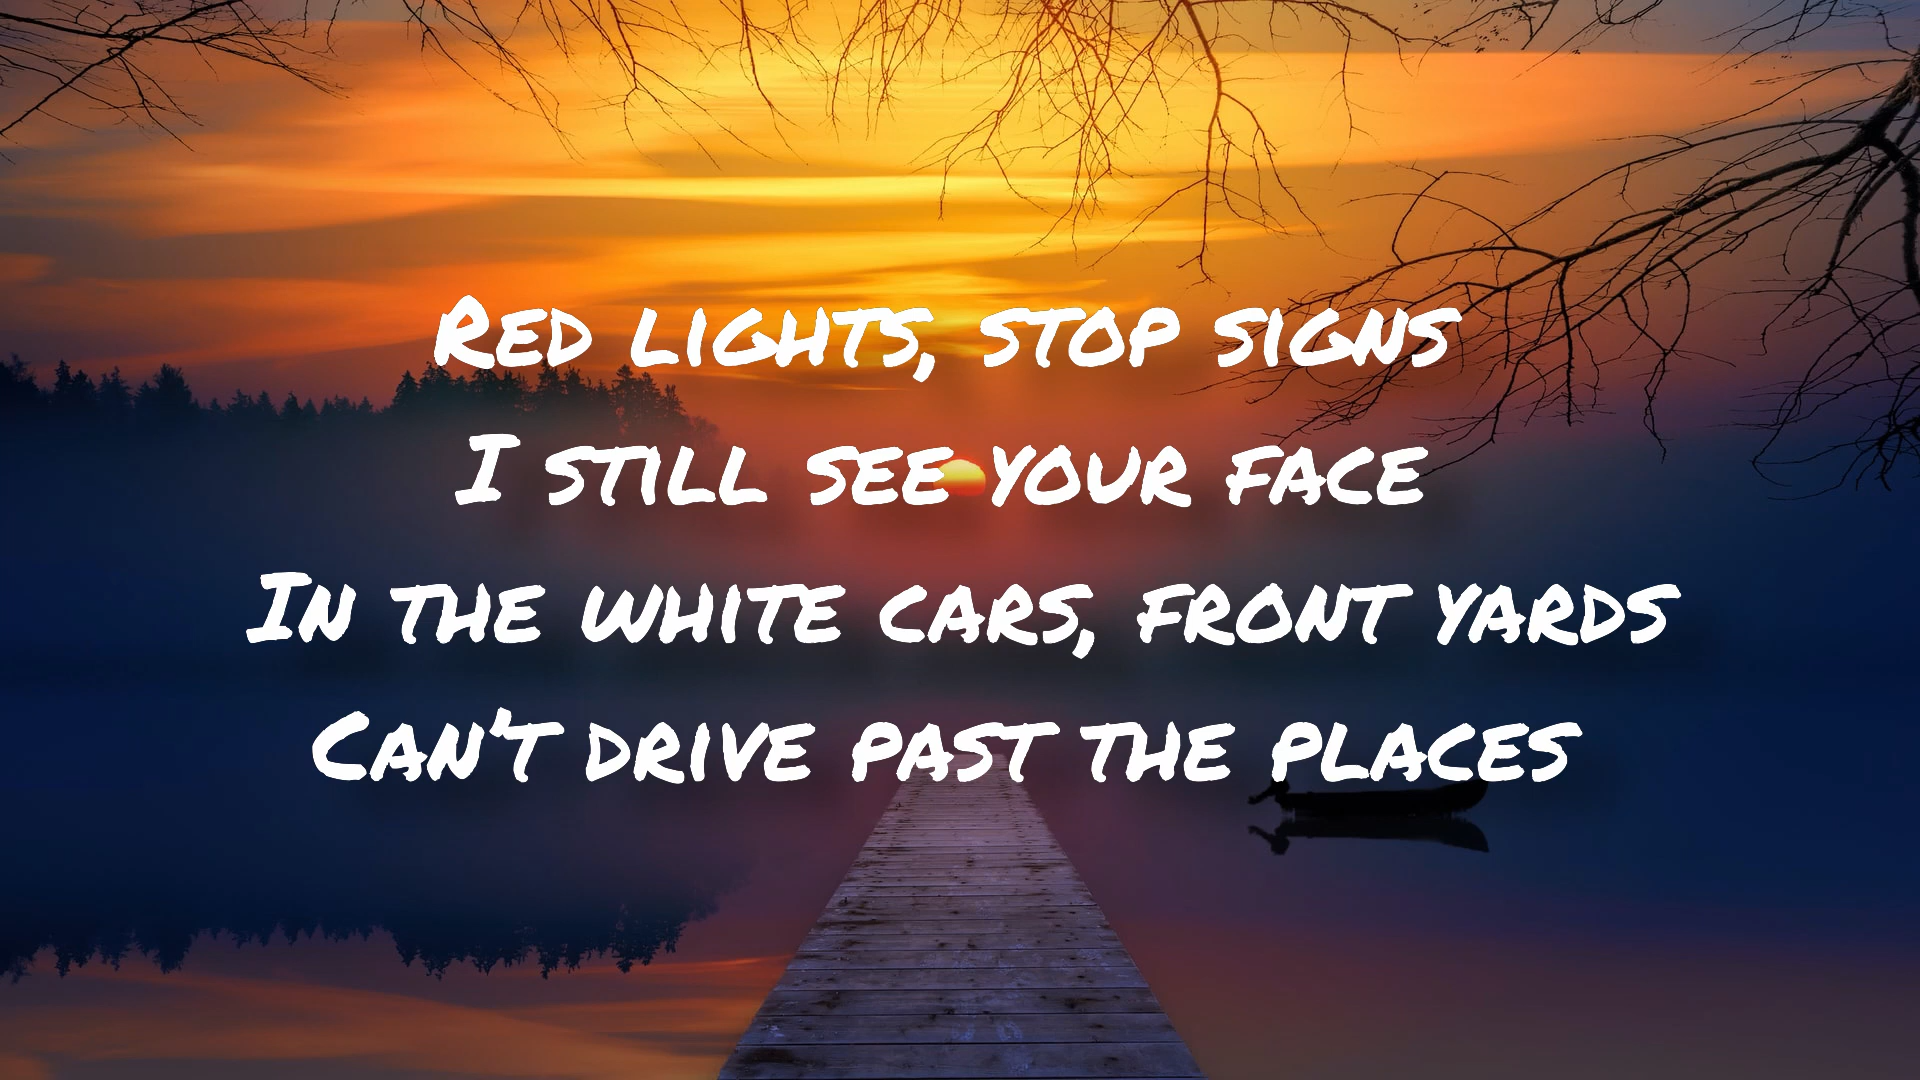 Red lights, stop signs
I still see your face
In the white cars, front yards
Can't drive past the places